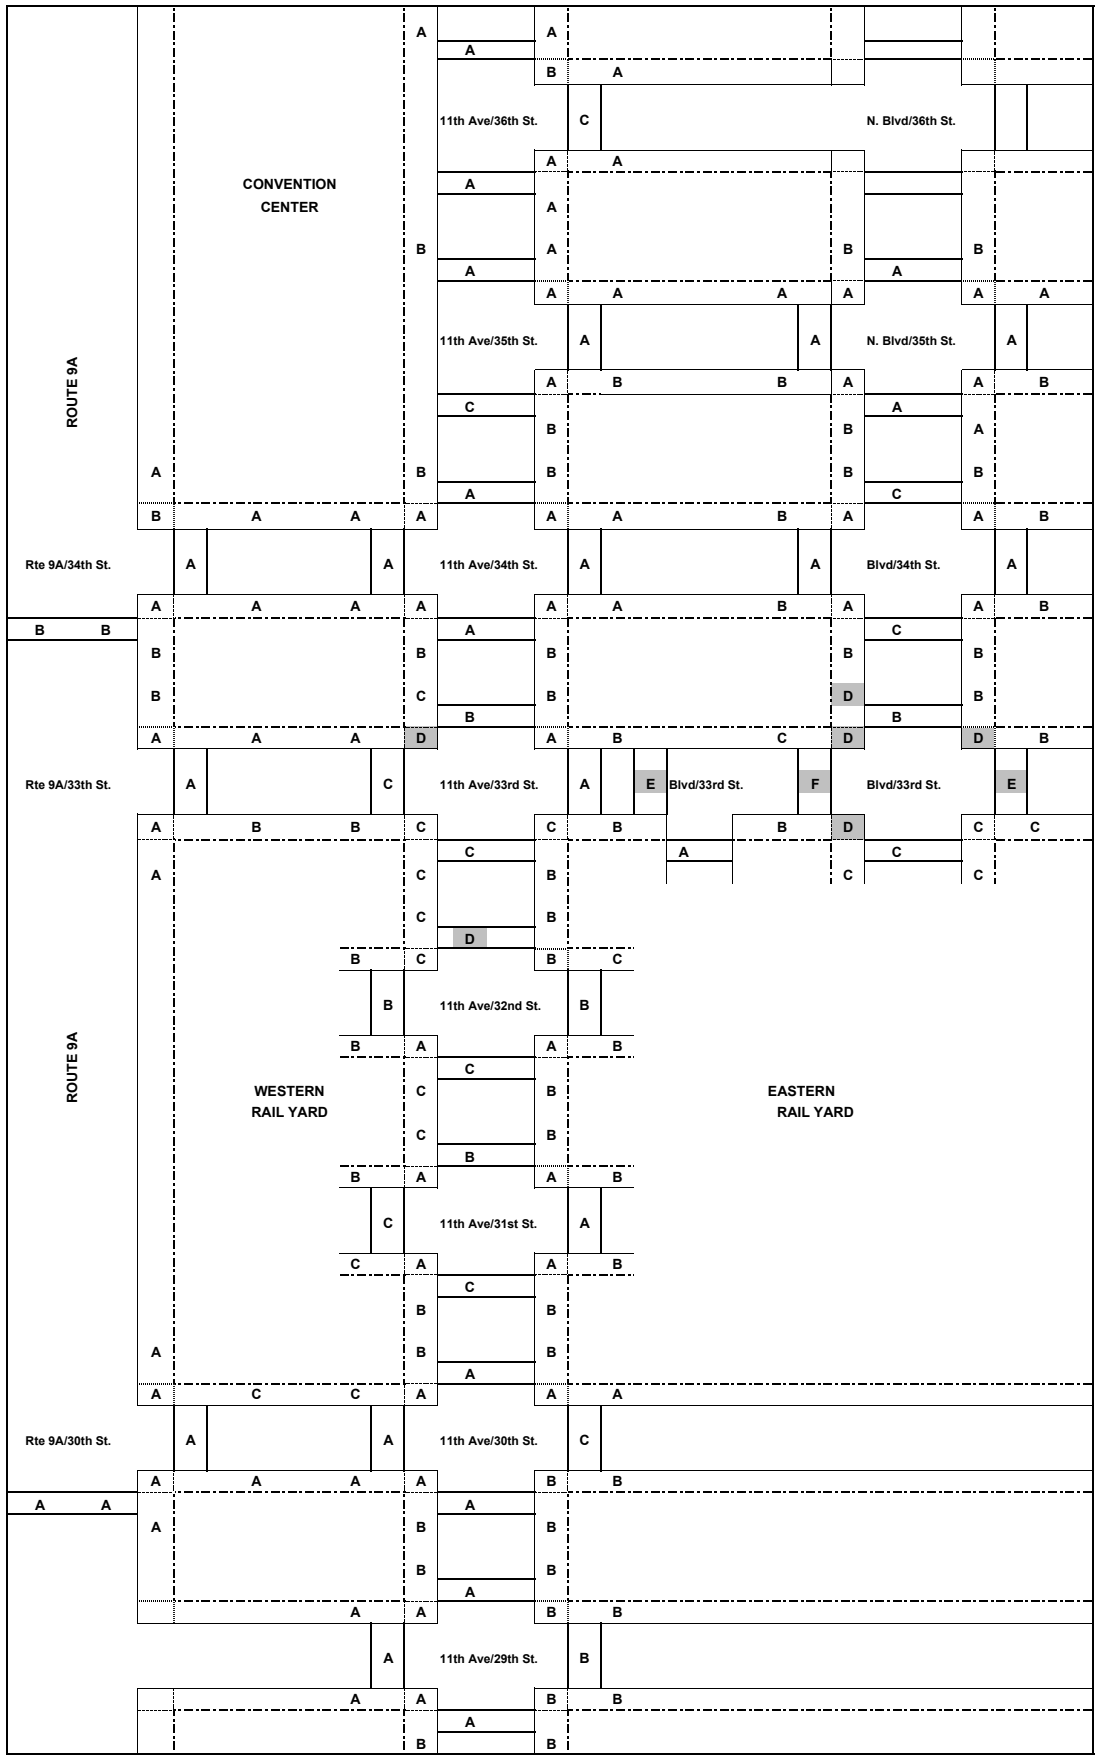 A A
A
B A
11th Ave/36th St. C N. Blvd/36th St.
A A
CONVENTION A
CENTER A
B A B B
A A
A A A A A A
11th Ave/35th St. A A N. Blvd/35th St. A
ROUTE 9A
A B B A A B
C A
B B A
A B B B B
A C
B A A A A A B A A B
Rte 9A/34th St. A A 11th Ave/34th St. A A Blvd/34th St. A
A A A A A A B A A B
B B A C
B B B B B
B C B D B
B B
A A A D A B C D D B
Rte 9A/33rd St. A C 11th Ave/33rd St. A E Blvd/33rd St. F Blvd/33rd St. E
A B B C C B B D C C
C A C
A C B C C
C B
D
B C B C
B 11th Ave/32nd St. B
B A A B
ROUTE 9A
C
WESTERN C B EASTERN
RAIL YARD RAIL YARD
C B
B
B A A B
C 11th Ave/31st St. A
C A A B
C
B B
A B B
A
A C C A A A
Rte 9A/30th St. A A 11th Ave/30th St. C
A A A A B B
A A A
A B B
B B
A
A A B B
A 11th Ave/29th St. B
A A B B
A
B B